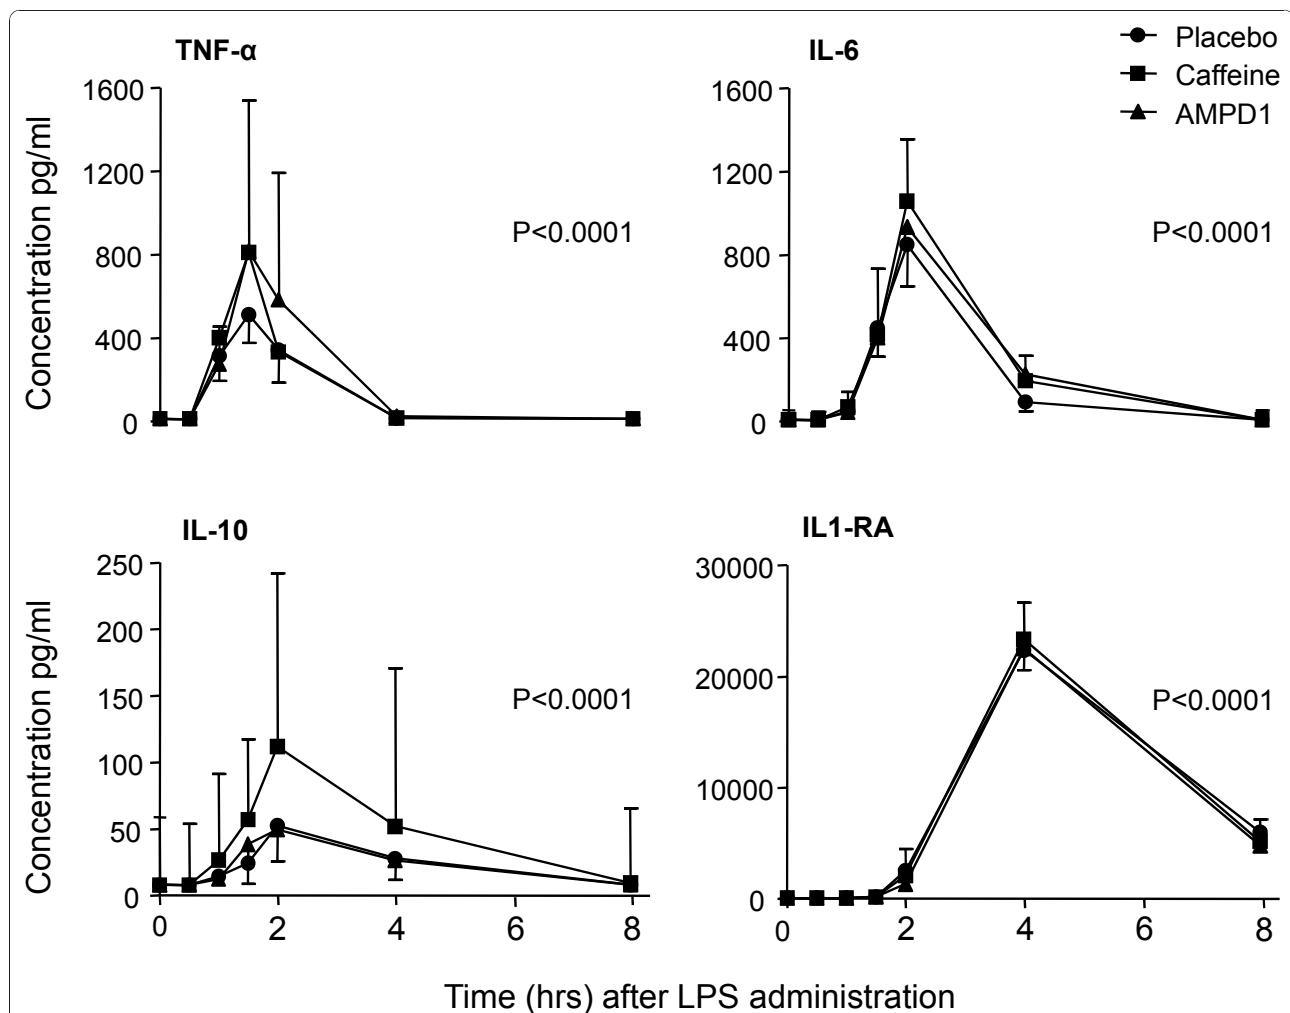 TNF-α
IL-6
Placebo
Caffeine
AMPD1
Concentration pg/ml
1600
1200
800
400
0
P<0.0001
1600
1200
800
400
0
P<0.0001
IL-10
IL1-RA
Concentration pg/ml
250
200
150
100
50
0
P<0.0001
0 2 4 6 8
30000
20000
10000
0
P<0.0001
0 2 4 6 8
Time (hrs) after LPS administration